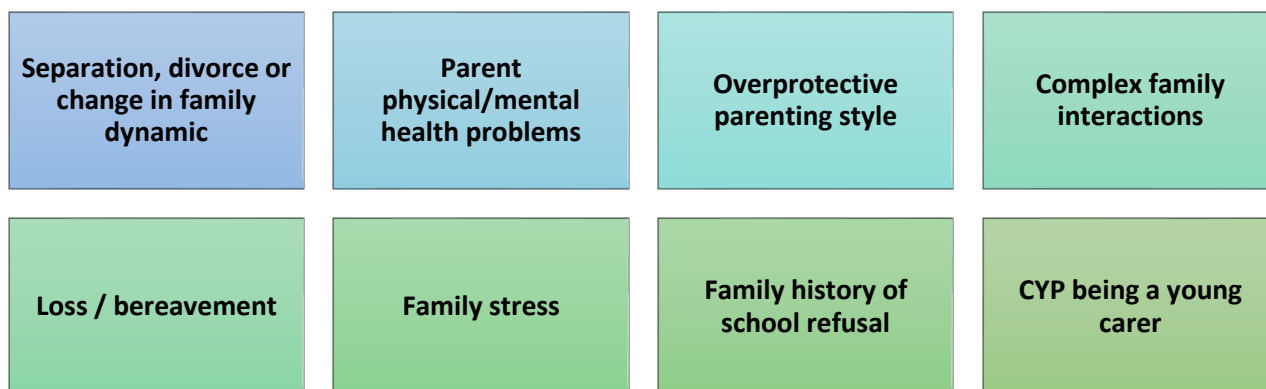 Separation, divorce or
change in family
dynamic
Parent
physical/mental
health problems
Overprotective
parenting style
Complex family
interactions
Loss / bereavement
Family stress
Family history of
school refusal
CYP being a young
carer